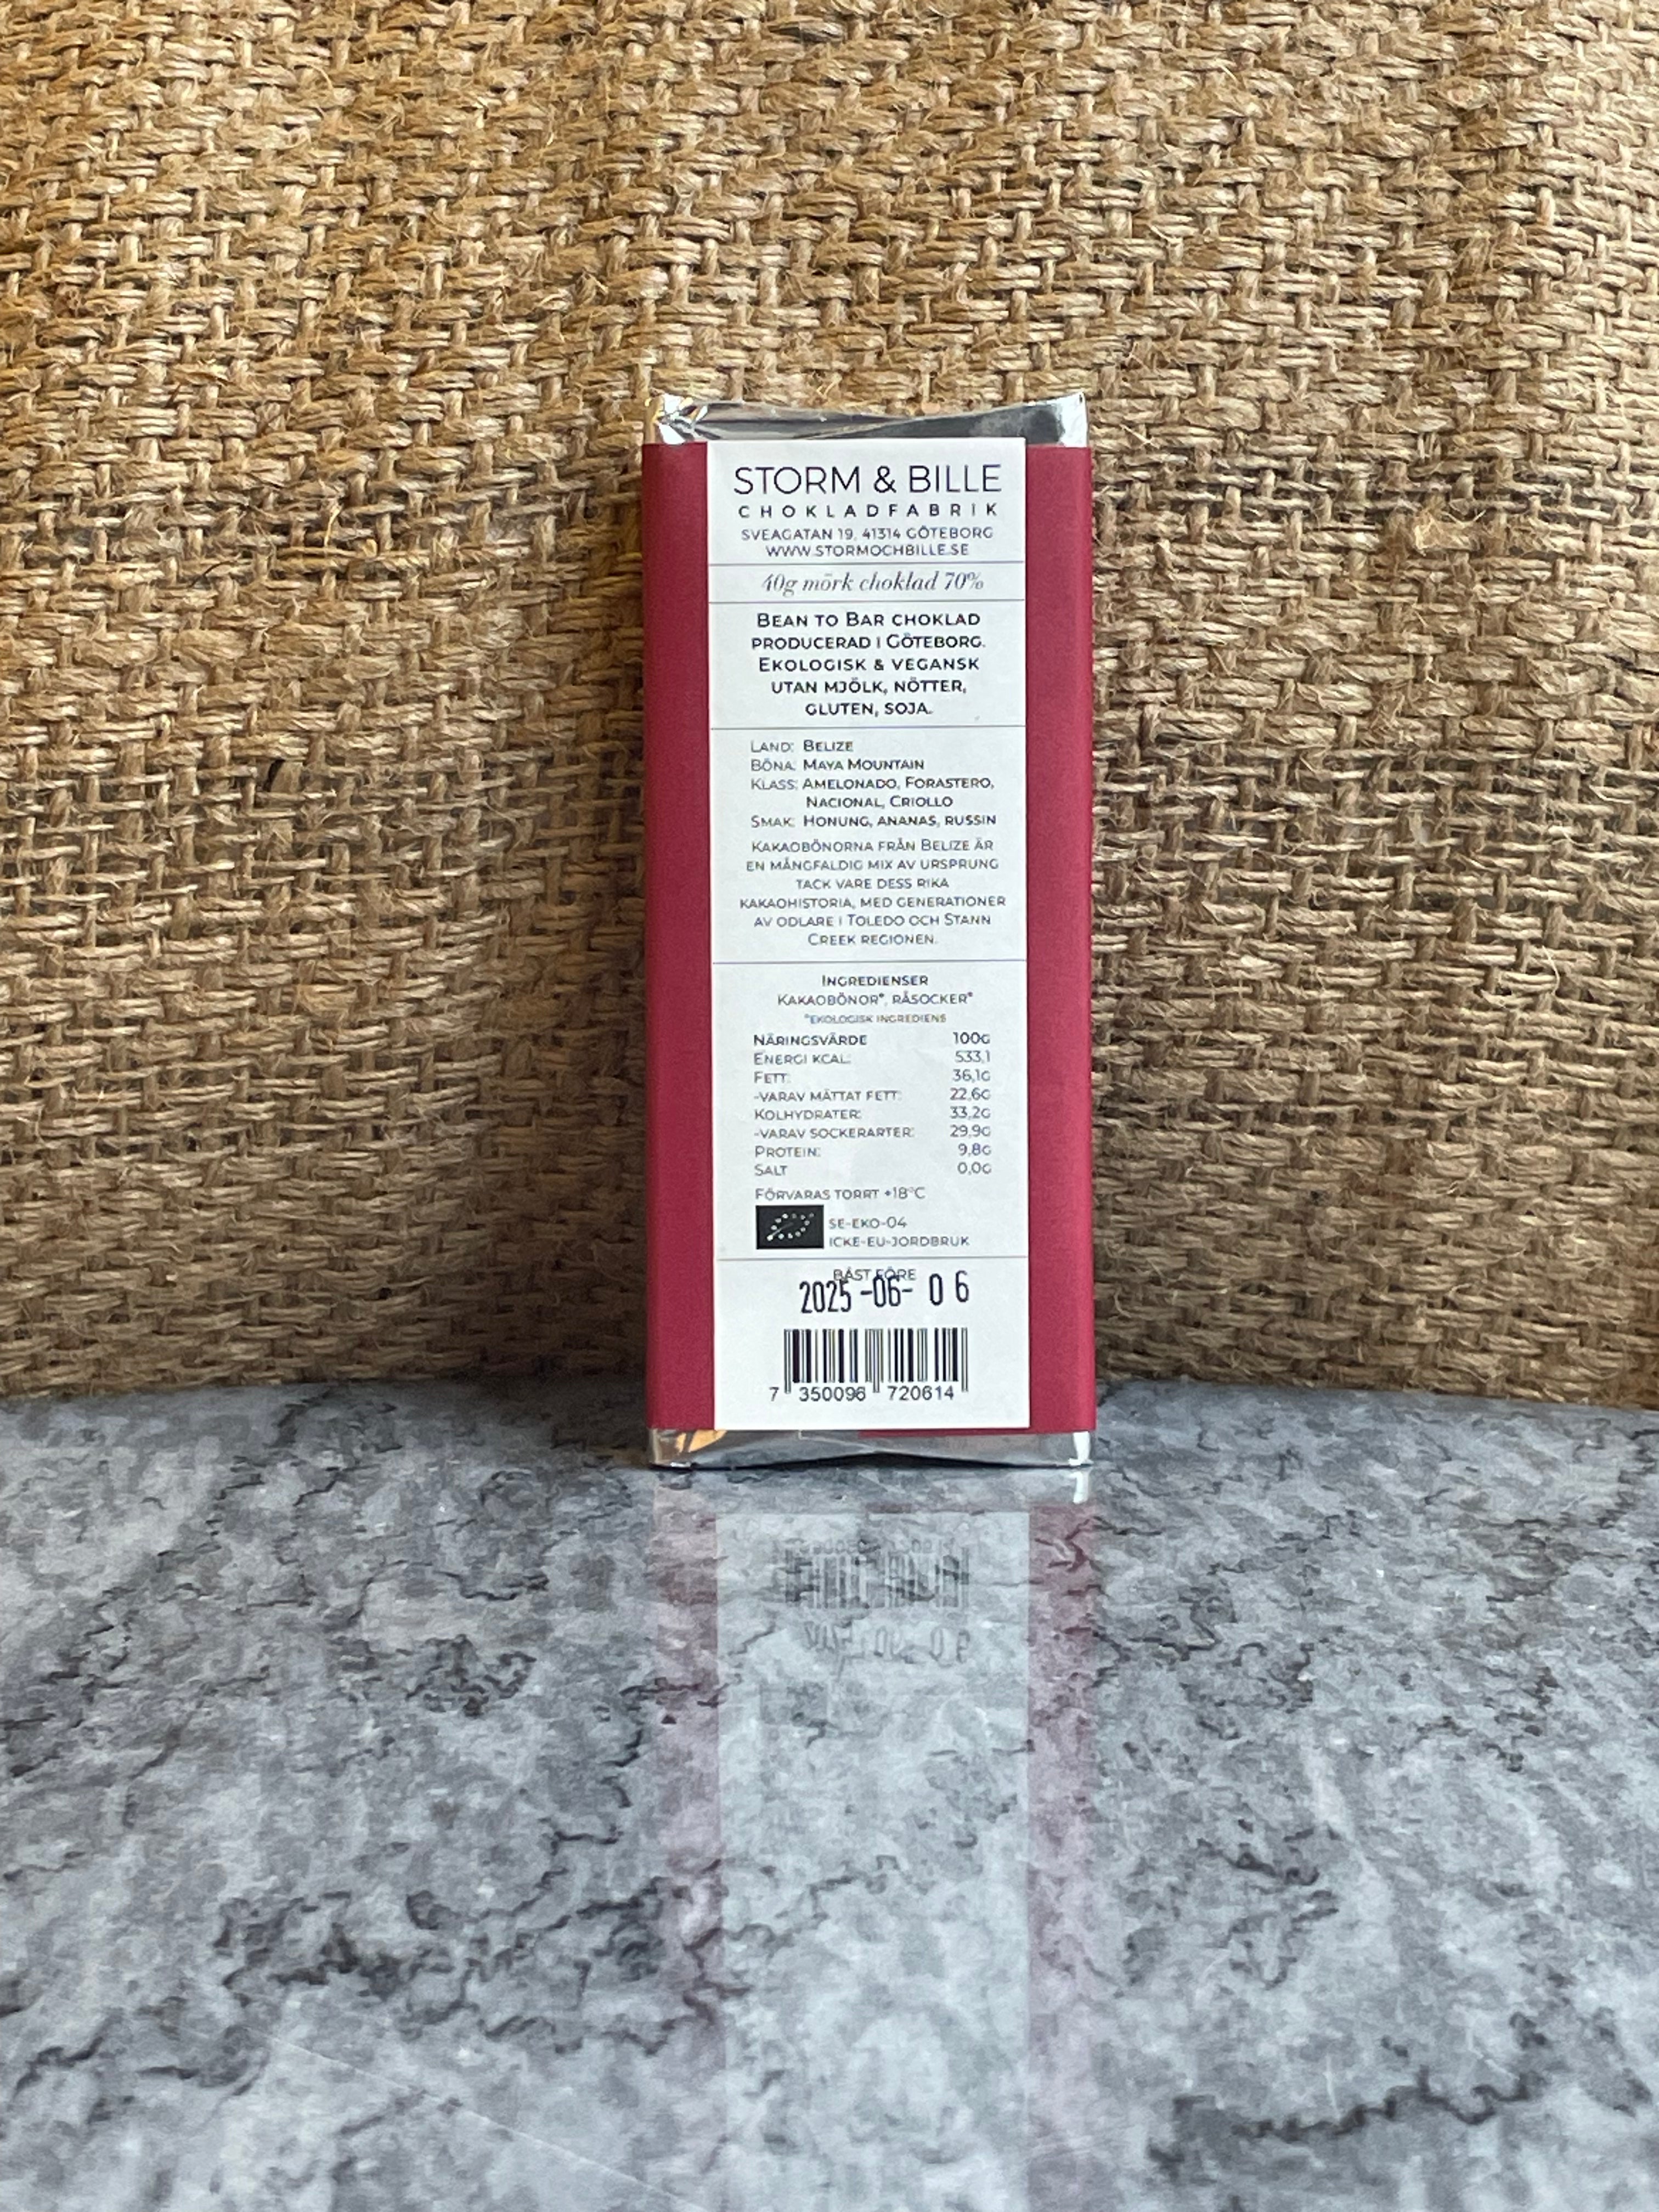 STORM & BILLE
CHOKLADFABRIK
SVEAGATAN 19, 41314 GÖTEBORG
WWW.STORMOCHBILLE.SE
40g mörk choklad 70%
BEAN TO BAR CHOKLAD
PRODUCERAD I GÖTEBORG.
EKOLOGISK & VEGANSK
UTAN MJÖLK, NÖTTER,
GLUTEN, SOJA.
LAND: BELIZE
BÖNA: MAYA MOUNTAIN
KLASS: AMELONADO, FORASTERO,
NACIONAL, CRIOLLO
SMAK: HONUNG, ANANAS, RUSSIN
KAKAOBÖNORNA FRÅN BELIZE ÄR
EN MÅNGFALDIG MIX AV URSPRUNG
TACK VARE DESS RIKA
KAKAOHISTORIA, MED GENERATIONER
AV ODLARE I TOLEDO OCH STANN
CREEK REGIONEN.
INGREDIENSER
KAKAOBÖNOR*, RÅSOCKER*
*EKOLOGISK INGREDIENS
NÄRINGSVÄRDE 100G
ENERGI KCAL: 533,1
FETT: 36,1G
-VARAV MÄTTAT FETT: 22,6G
KOLHYDRATER: 33,2G
-VARAV SOCKERARTER: 29,9G
PROTEIN: 9,8G
SALT 0,0G
FÖRVARAS TORRT +18°C
SE-EKO-04
ICKE-EU-JORDBRUK
BÄST FÖRE
2025-06-06
7 350096 720614